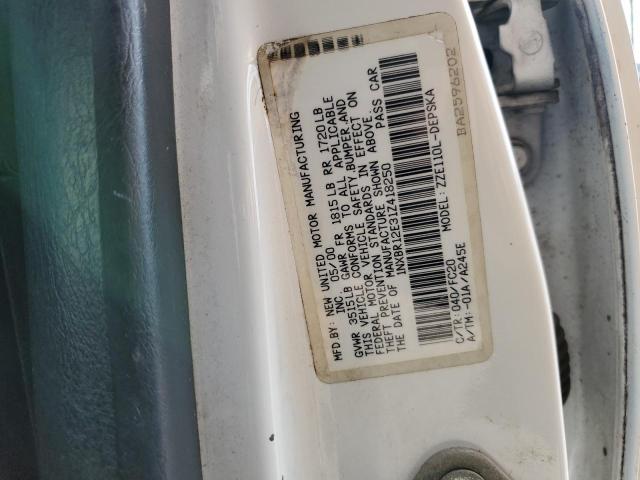 MFD.BY: NEW UNITED MOTOR MANUFACTURING
INC. 05/00
GVWR 3515LB GAWR FR 1815LB RR 1720LB
THIS VEHICLE CONFORMS TO ALL APPLICABLE
FEDERAL MOTOR VEHICLE SAFETY, BUMPER, AND
THEFT PREVENTION STANDARDS IN EFFECT ON
THE DATE OF MANUFACTURE SHOWN ABOVE.
1NXBR12E31Z418250 PASS CAR
C/TR: 040/FC20 MODEL: ZZE110L-DEPSKA
A/TM: -01A/A245E
BA2596202